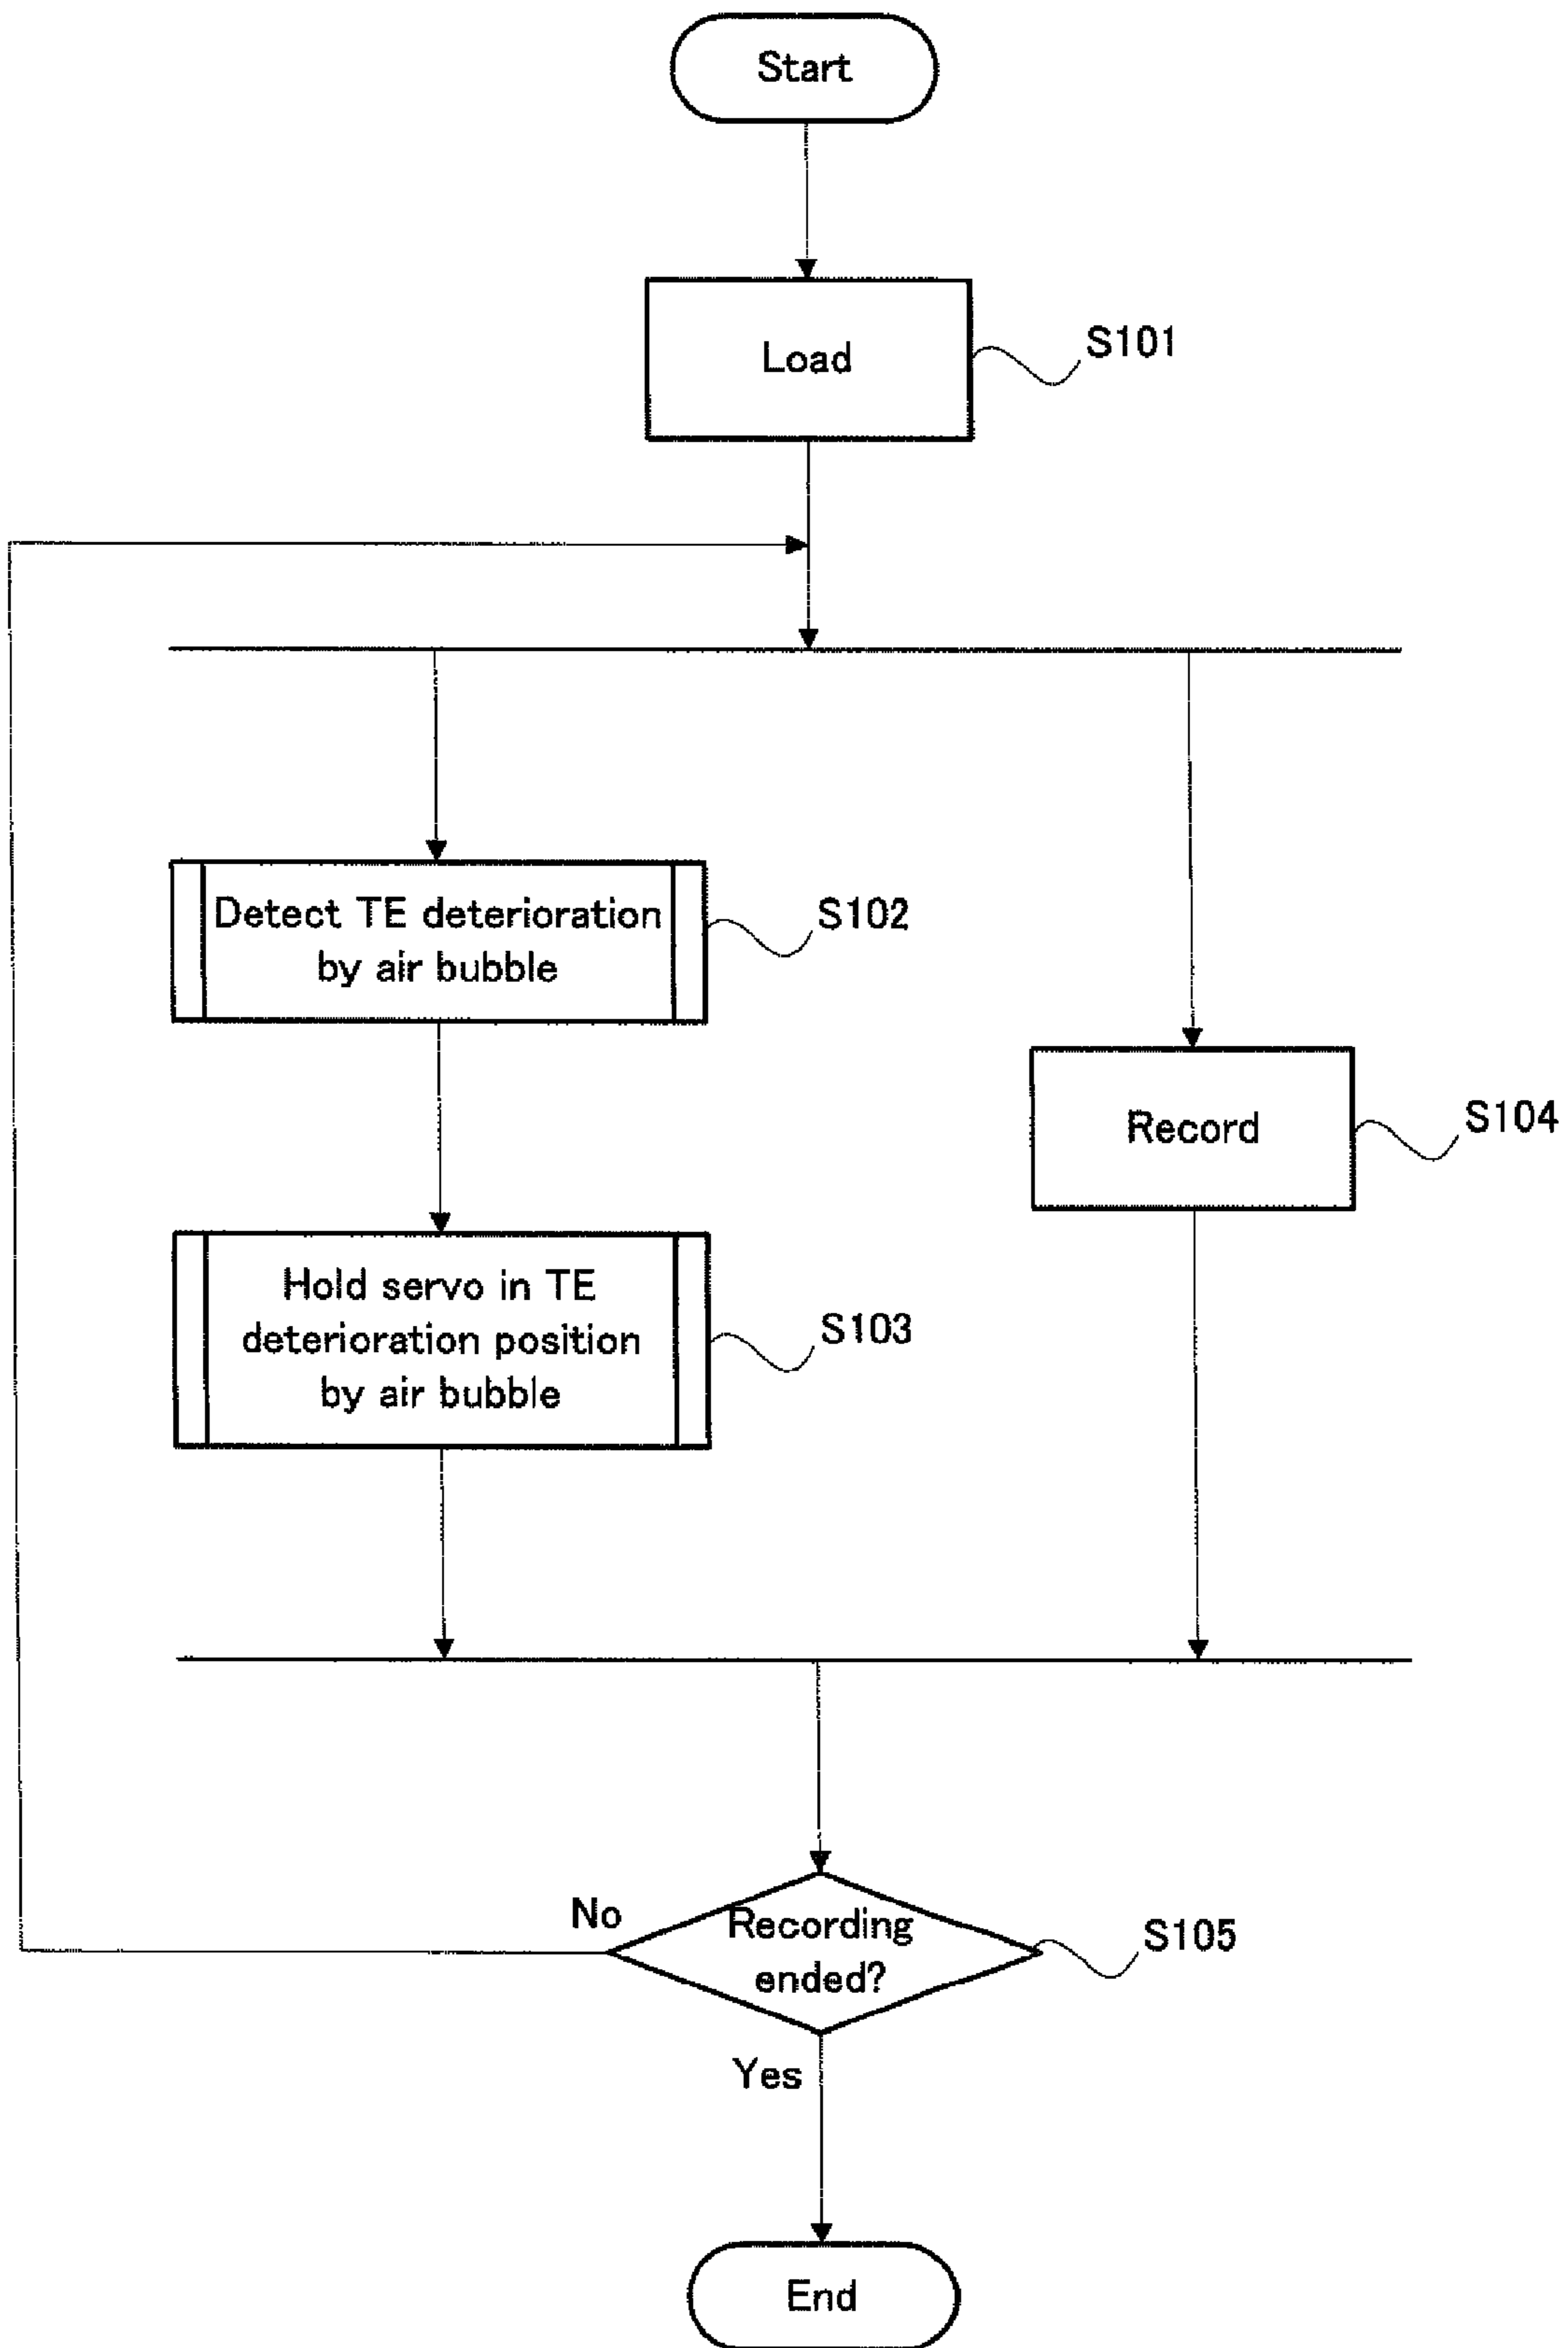 Start
Load
S101
Detect TE deterioration
by air bubble
S102
Record
S104
Hold servo in TE
deterioration position
by air bubble
S103
No
Recording
ended?
S105
Yes
End